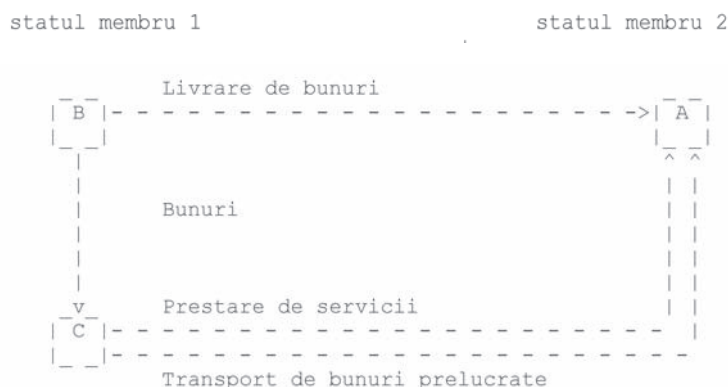 statul membru 1 statul membru 2
Livrare de bunuri
B A
Bunuri
Prestare de servicii
C
Transport de bunuri prelucrate